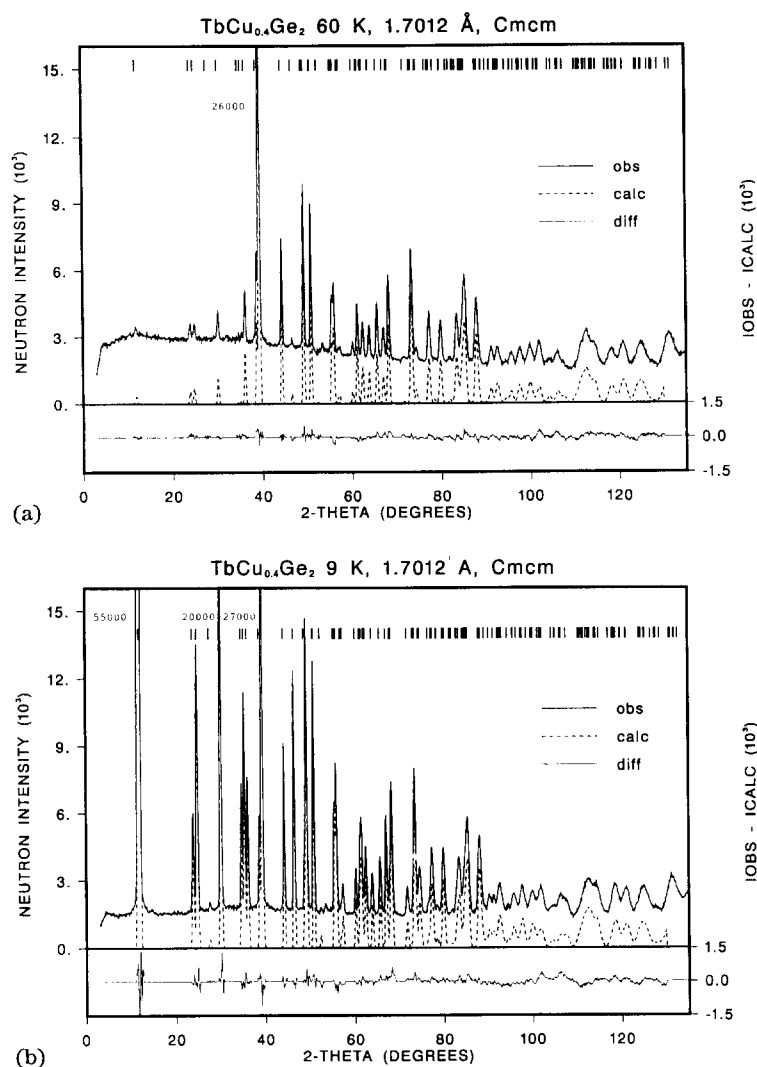 TbCu₀.₄Ge₂ 60 K, 1.7012 Å, Cmcm
15.
12.
9.
6.
3.
0.
NEUTRON INTENSITY (10³)
26000
obs
calc
diff
IOBS - ICALC (10³)
1.5
0.0
-1.5
0 20 40 60 80 100 120
2-THETA (DEGREES)
(a)
TbCu₀.₄Ge₂ 9 K, 1.7012 A, Cmcm
15.
12.
9.
6.
3.
0.
NEUTRON INTENSITY (10³)
55000 20000 27000
obs
calc
diff
IOBS - ICALC (10³)
1.5
0.0
-1.5
0 20 40 60 80 100 120
2-THETA (DEGREES)
(b)